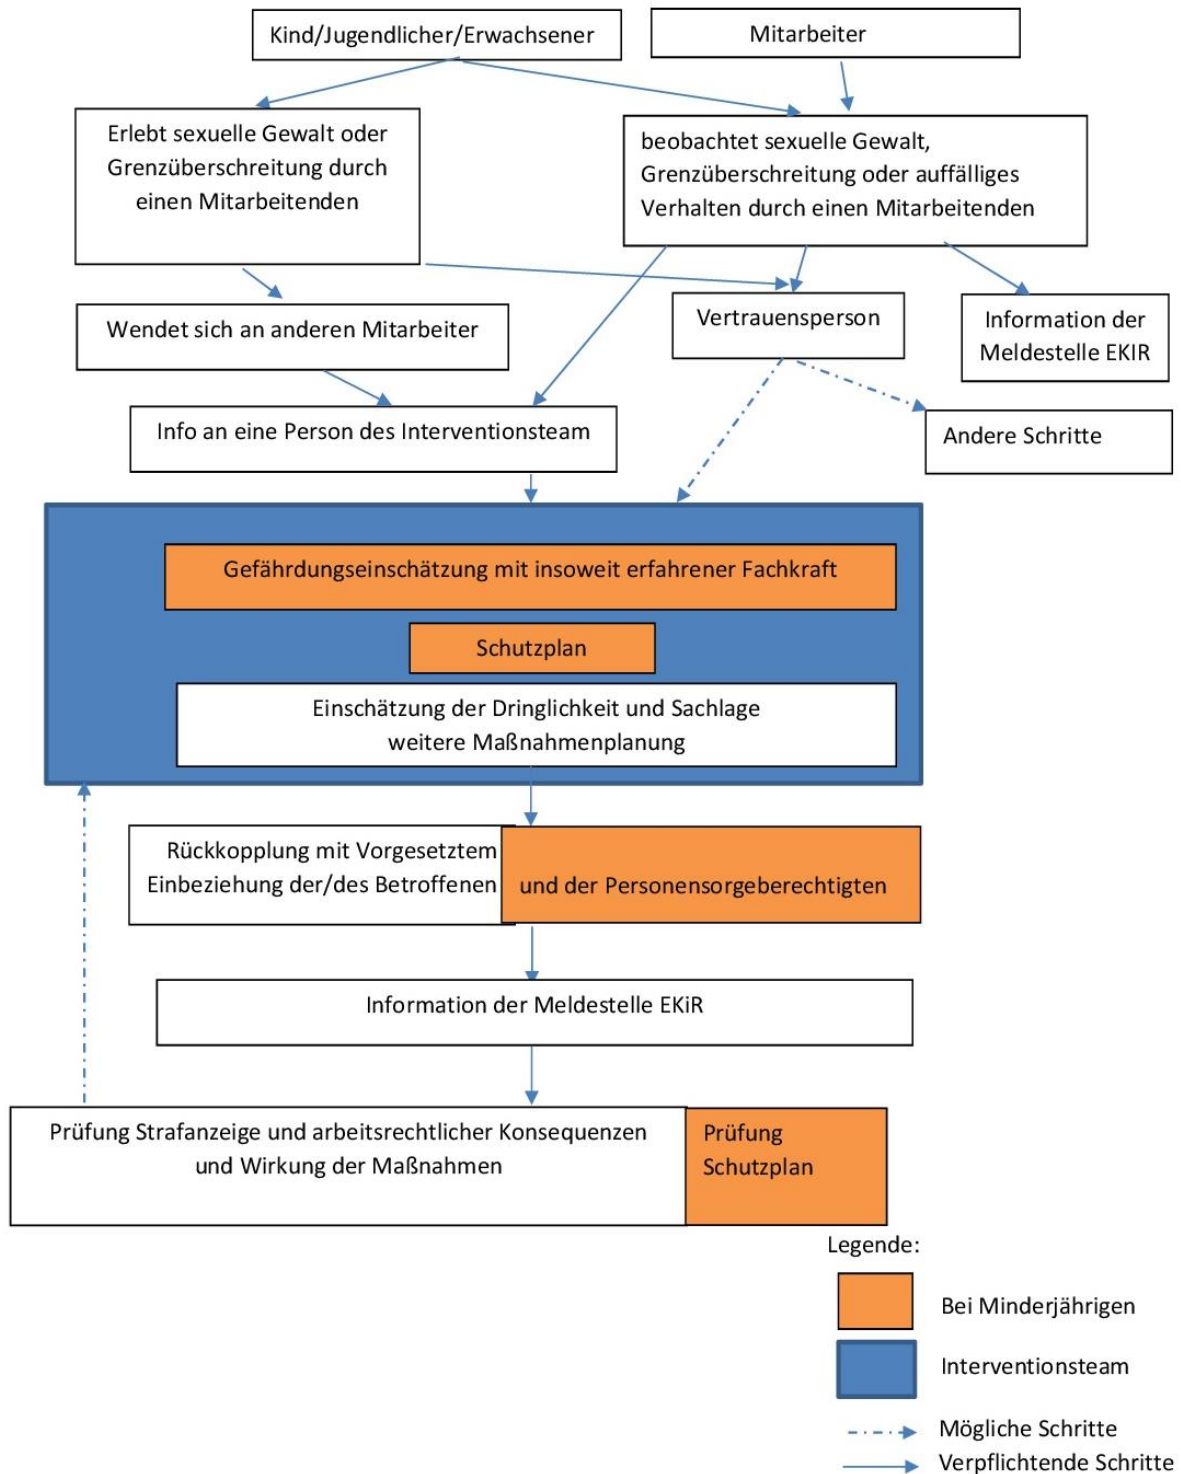 Kind/Jugendlicher/Erwachsener
Mitarbeiter
Erlebt sexuelle Gewalt oder
Grenzüberschreitung durch
einen Mitarbeitenden
beobachtet sexuelle Gewalt,
Grenzüberschreitung oder auffälliges
Verhalten durch einen Mitarbeitenden
Wendet sich an anderen Mitarbeiter
Vertrauensperson
Information der
Meldestelle EKIR
Info an eine Person des Interventionsteam
Andere Schritte
Gefährdungseinschätzung mit insoweit erfahrener Fachkraft
Schutzplan
Einschätzung der Dringlichkeit und Sachlage
weitere Maßnahmenplanung
Rückkopplung mit Vorgesetztem
Einbeziehung der/des Betroffenen
und der Personensorgeberechtigten
Information der Meldestelle EKiR
Prüfung Strafanzeige und arbeitsrechtlicher Konsequenzen
und Wirkung der Maßnahmen
Prüfung
Schutzplan
Legende:
Bei Minderjährigen
Interventionsteam
Mögliche Schritte
Verpflichtende Schritte